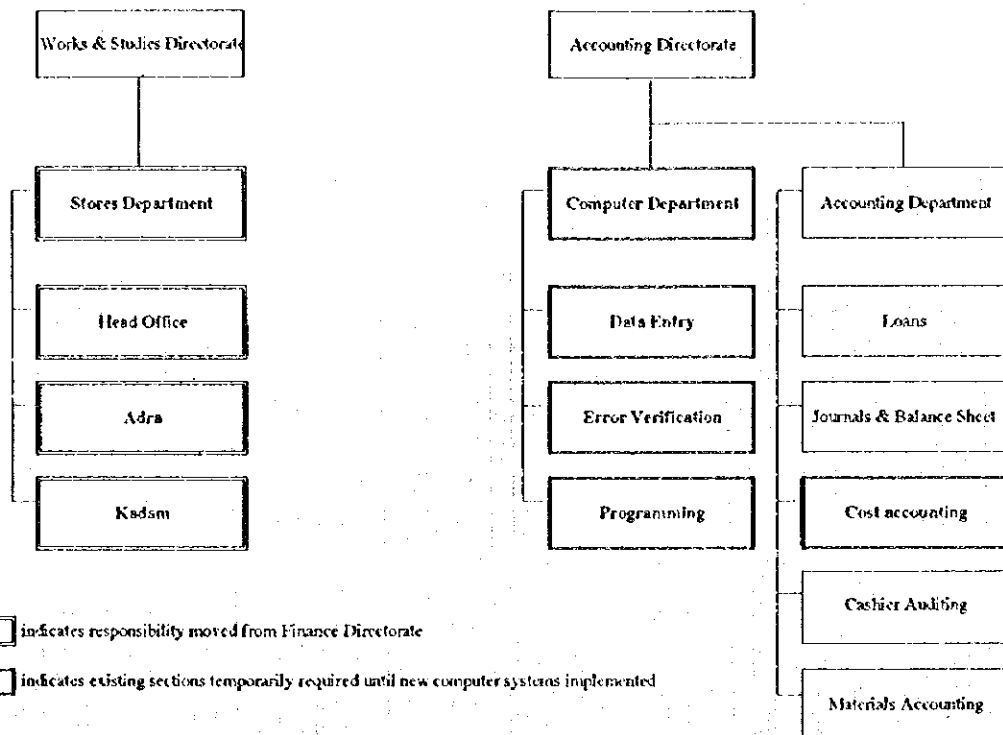 Works & Studies Directorate
Accounting Directorate
Stores Department
Computer Department
Accounting Department
Head Office
Data Entry
Loans
Adra
Error Verification
Journals & Balance Sheet
Kadam
Programming
Cost accounting
Cashier Auditing
indicates responsibility moved from Finance Directorate
indicates existing sections temporarily required until new computer systems implemented
Materials Accounting